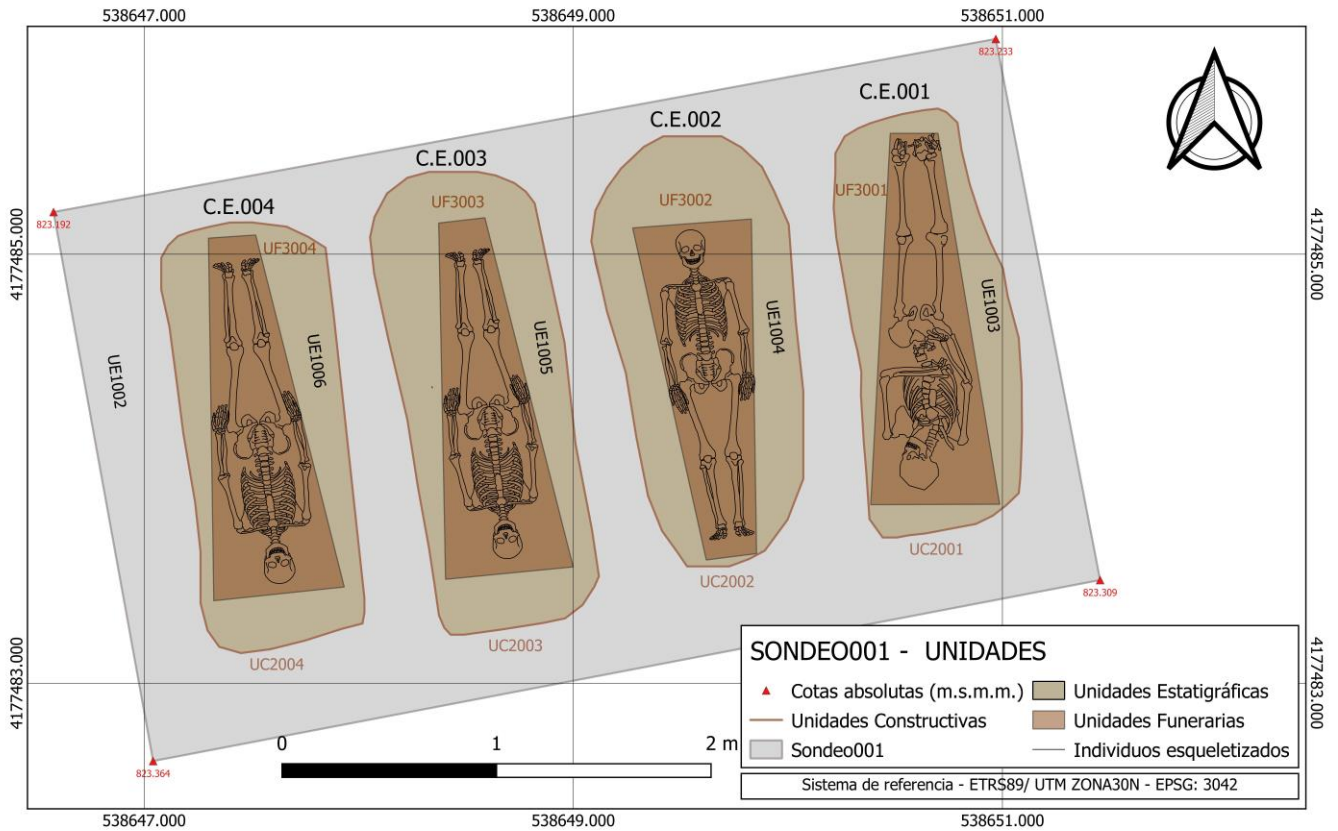 538647.000
538649.000
538651.000
823.233
C.E.001
C.E.002
C.E.003
C.E.004
823.192
UF3001
UF3002
UF3003
UF3004
4177485.000
4177485.000
UE1002
UE1006
UE1005
UE1004
UE1003
UC2001
UC2002
UC2003
UC2004
823.309
823.364
4177483.000
4177483.000
0
1
2 m
SONDEO001 - UNIDADES
Cotas absolutas (m.s.m.m.)
Unidades Estatigráficas
Unidades Constructivas
Unidades Funerarias
Sondeo001
Individuos esqueletizados
Sistema de referencia - ETRS89/ UTM ZONA30N - EPSG: 3042
538647.000
538649.000
538651.000